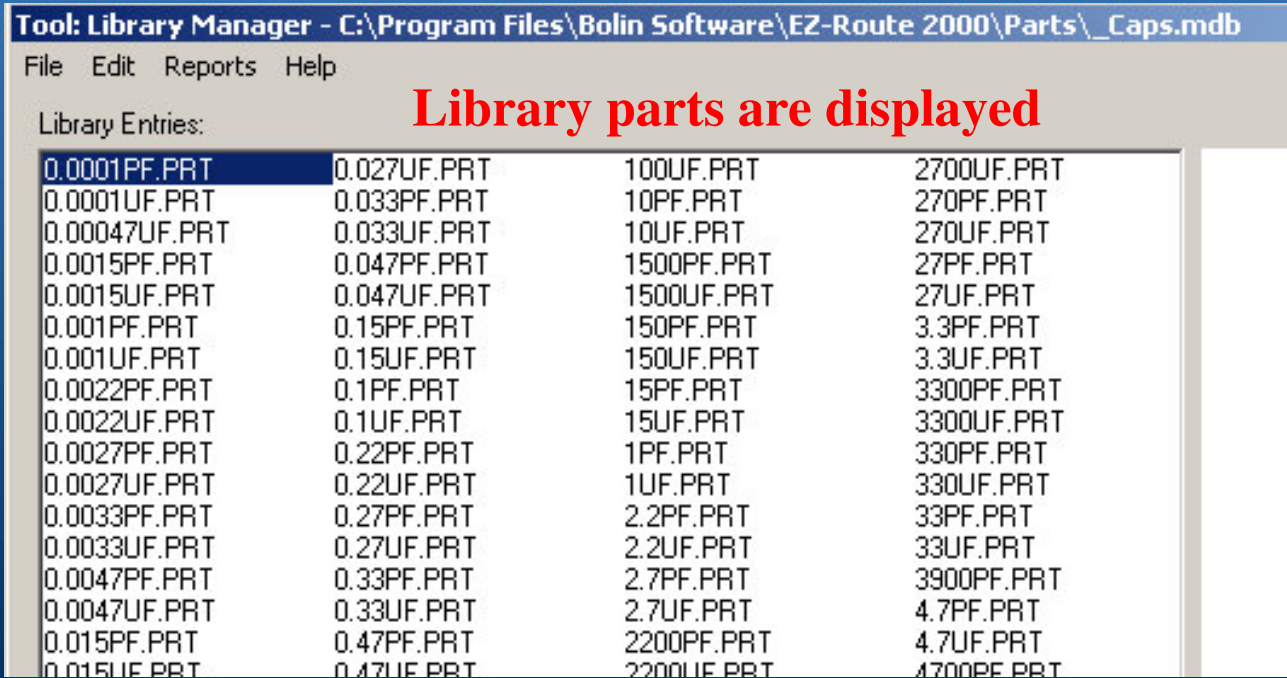 Tool: Library Manager - C:\Program Files\Bolin Software\EZ-Route 2000\Parts\_Caps.mdb
File Edit Reports Help
Library parts are displayed
Library Entries:
0.0001PF.PRT 0.027UF.PRT 100UF.PRT 2700UF.PRT
0.0001UF.PRT 0.033PF.PRT 10PF.PRT 270PF.PRT
0.00047UF.PRT 0.033UF.PRT 10UF.PRT 270UF.PRT
0.0015PF.PRT 0.047PF.PRT 1500PF.PRT 27PF.PRT
0.0015UF.PRT 0.047UF.PRT 1500UF.PRT 27UF.PRT
0.001PF.PRT 0.15PF.PRT 150PF.PRT 3.3PF.PRT
0.001UF.PRT 0.15UF.PRT 150UF.PRT 3.3UF.PRT
0.0022PF.PRT 0.1PF.PRT 15PF.PRT 3300PF.PRT
0.0022UF.PRT 0.1UF.PRT 15UF.PRT 3300UF.PRT
0.0027PF.PRT 0.22PF.PRT 1PF.PRT 330PF.PRT
0.0027UF.PRT 0.22UF.PRT 1UF.PRT 330UF.PRT
0.0033PF.PRT 0.27PF.PRT 2.2PF.PRT 33PF.PRT
0.0033UF.PRT 0.27UF.PRT 2.2UF.PRT 33UF.PRT
0.0047PF.PRT 0.33PF.PRT 2.7PF.PRT 3900PF.PRT
0.0047UF.PRT 0.33UF.PRT 2.7UF.PRT 4.7PF.PRT
0.015PF.PRT 0.47PF.PRT 2200PF.PRT 4.7UF.PRT
0.015UF.PRT 0.47UF.PRT 2200UF.PRT 4700PF.PRT